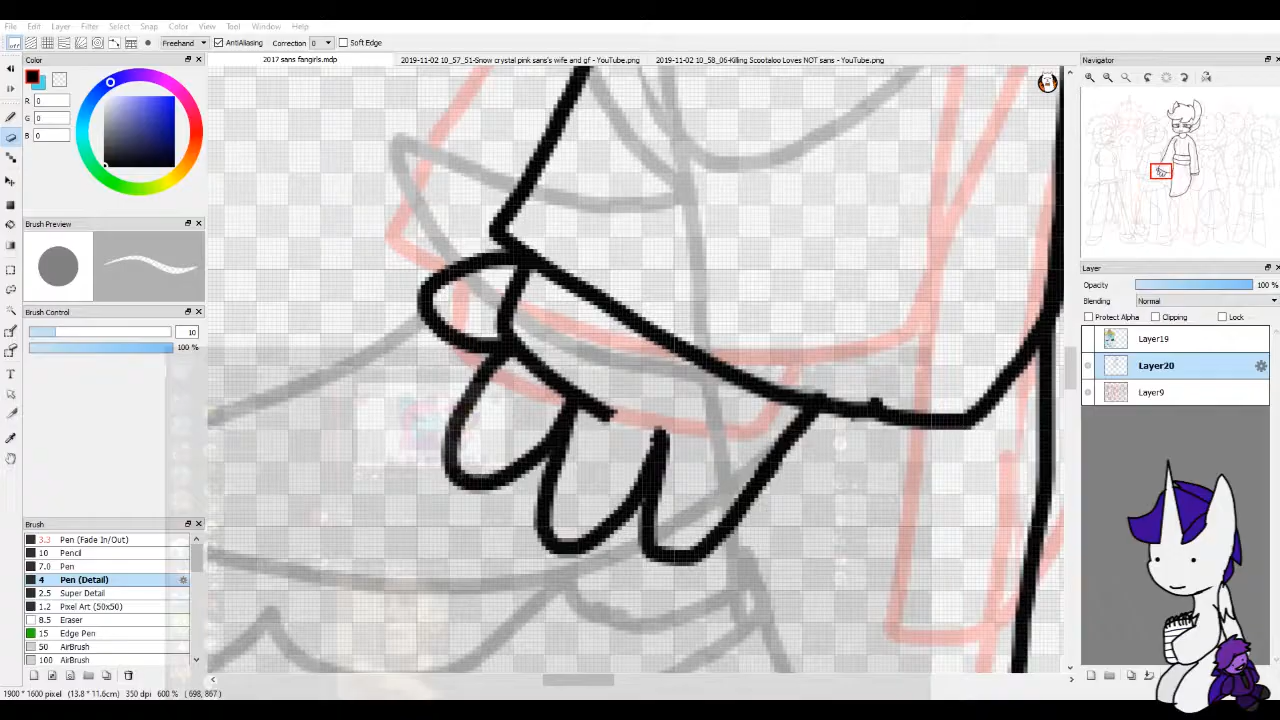 File Edit Layer Filter Select Snap Color View Tool Window Help
off Freehand AntiAliasing Correction 0 Soft Edge
Color
2017 sans fangirls.mdp
2019-11-02 10_57_51-Snow crystal pink sans's wife and gf - YouTube.png
2019-11-02 10_58_06-Killing Scootaloo Loves NOT sans - YouTube.png
Navigator
R 0
G 0
B 0
Brush Preview
Brush Control
10
100 %
Layer
Opacity 100 %
Blending Normal
Protect Alpha Clipping Lock
Layer19
Layer20
Layer9
Brush
3.3 Pen (Fade In/Out)
10 Pencil
7.0 Pen
4 Pen (Detail)
2.5 Super Detail
1.2 Pixel Art (50x50)
8.5 Eraser
15 Edge Pen
50 AirBrush
100 AirBrush
1900 * 1600 pixel (13.8 * 11.6cm) 350 dpi 600 % ( 698, 867 )